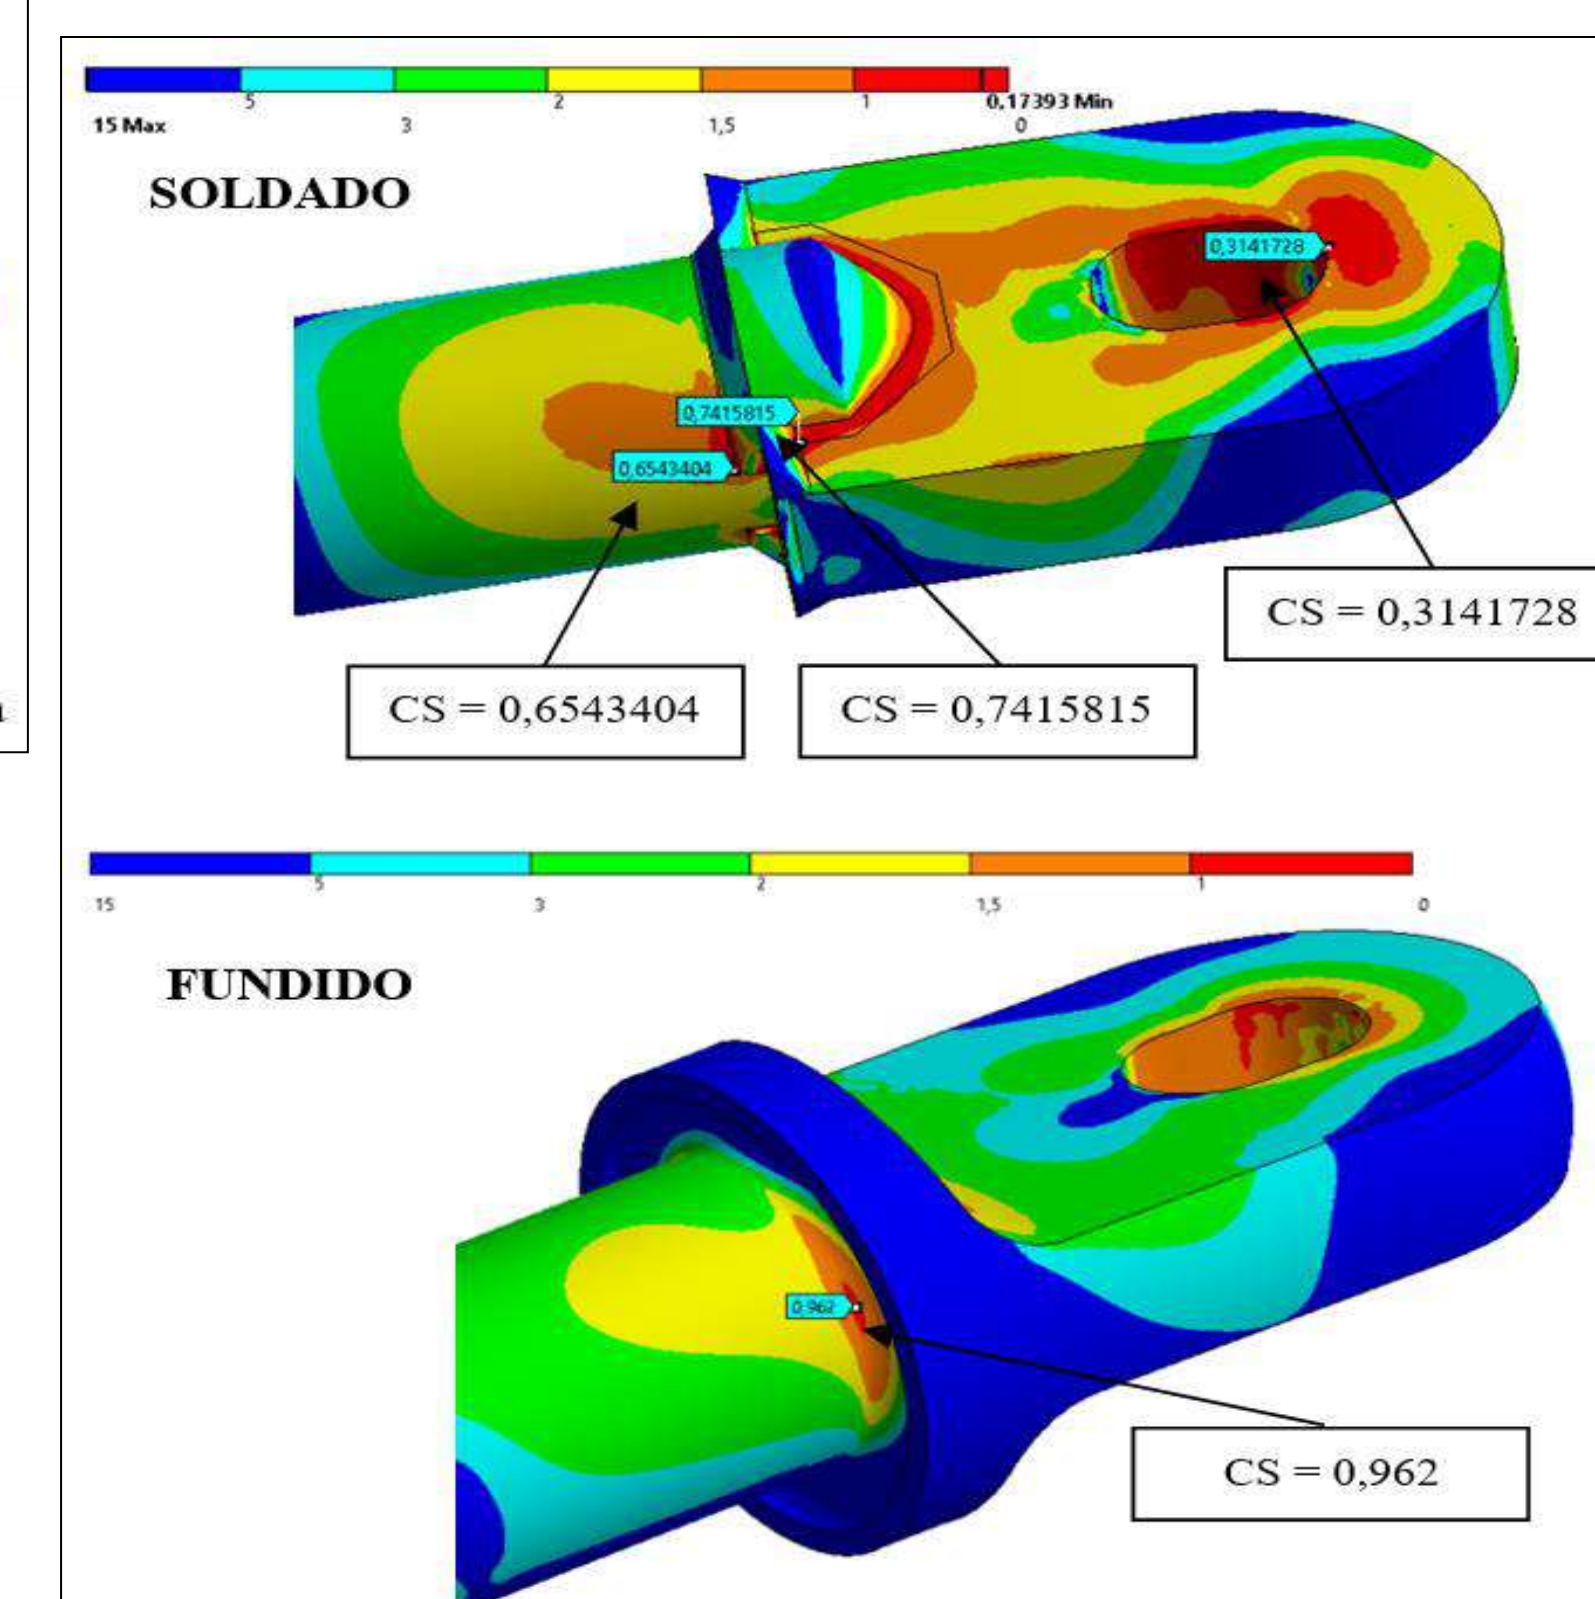 5 2 1 0,17393 Min
15 Max 3 1,5 0
SOLDADO
0,3141728
0,7415815
0,6543404
CS = 0,3141728
CS = 0,6543404
CS = 0,7415815
5 2 1
15 3 1,5 0
FUNDIDO
0,962
CS = 0,962